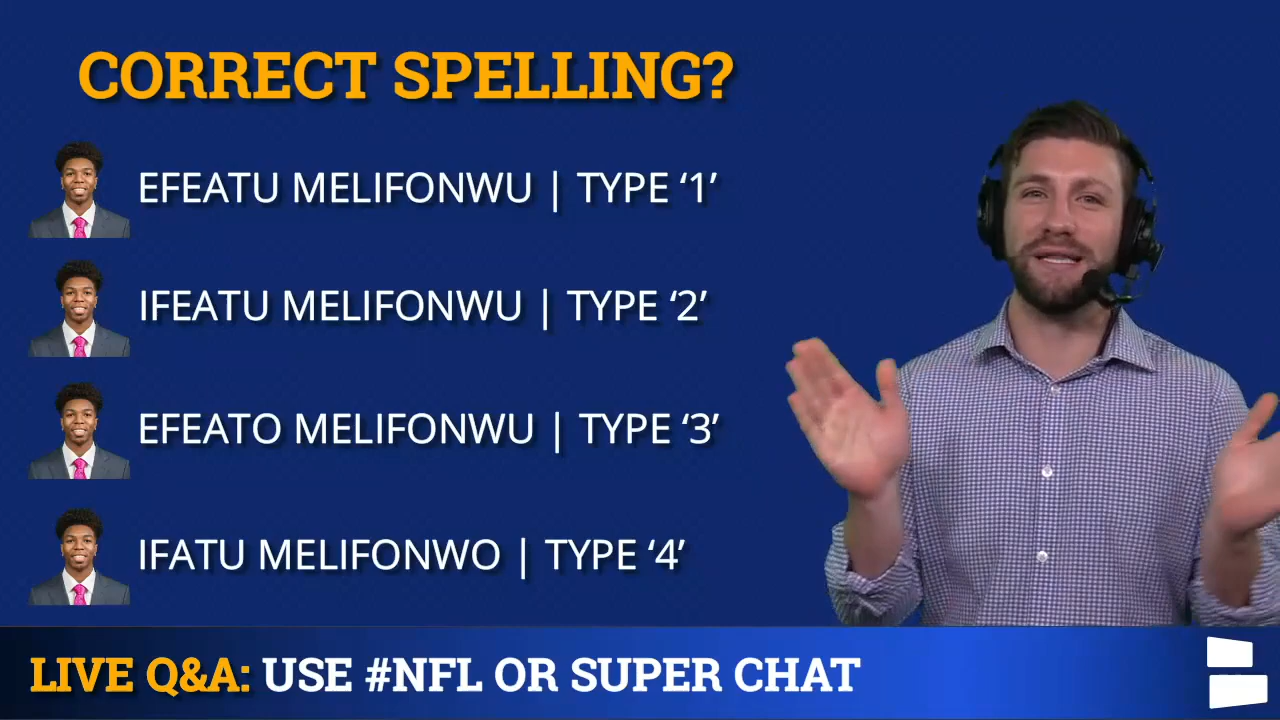 CORRECT SPELLING?
EFEATU MELIFONWU | TYPE ‘1’
IFEATU MELIFONWU | TYPE ‘2’
EFEATO MELIFONWU | TYPE ‘3’
IFATU MELIFONWO | TYPE ‘4’
LIVE Q&A: USE #NFL OR SUPER CHAT